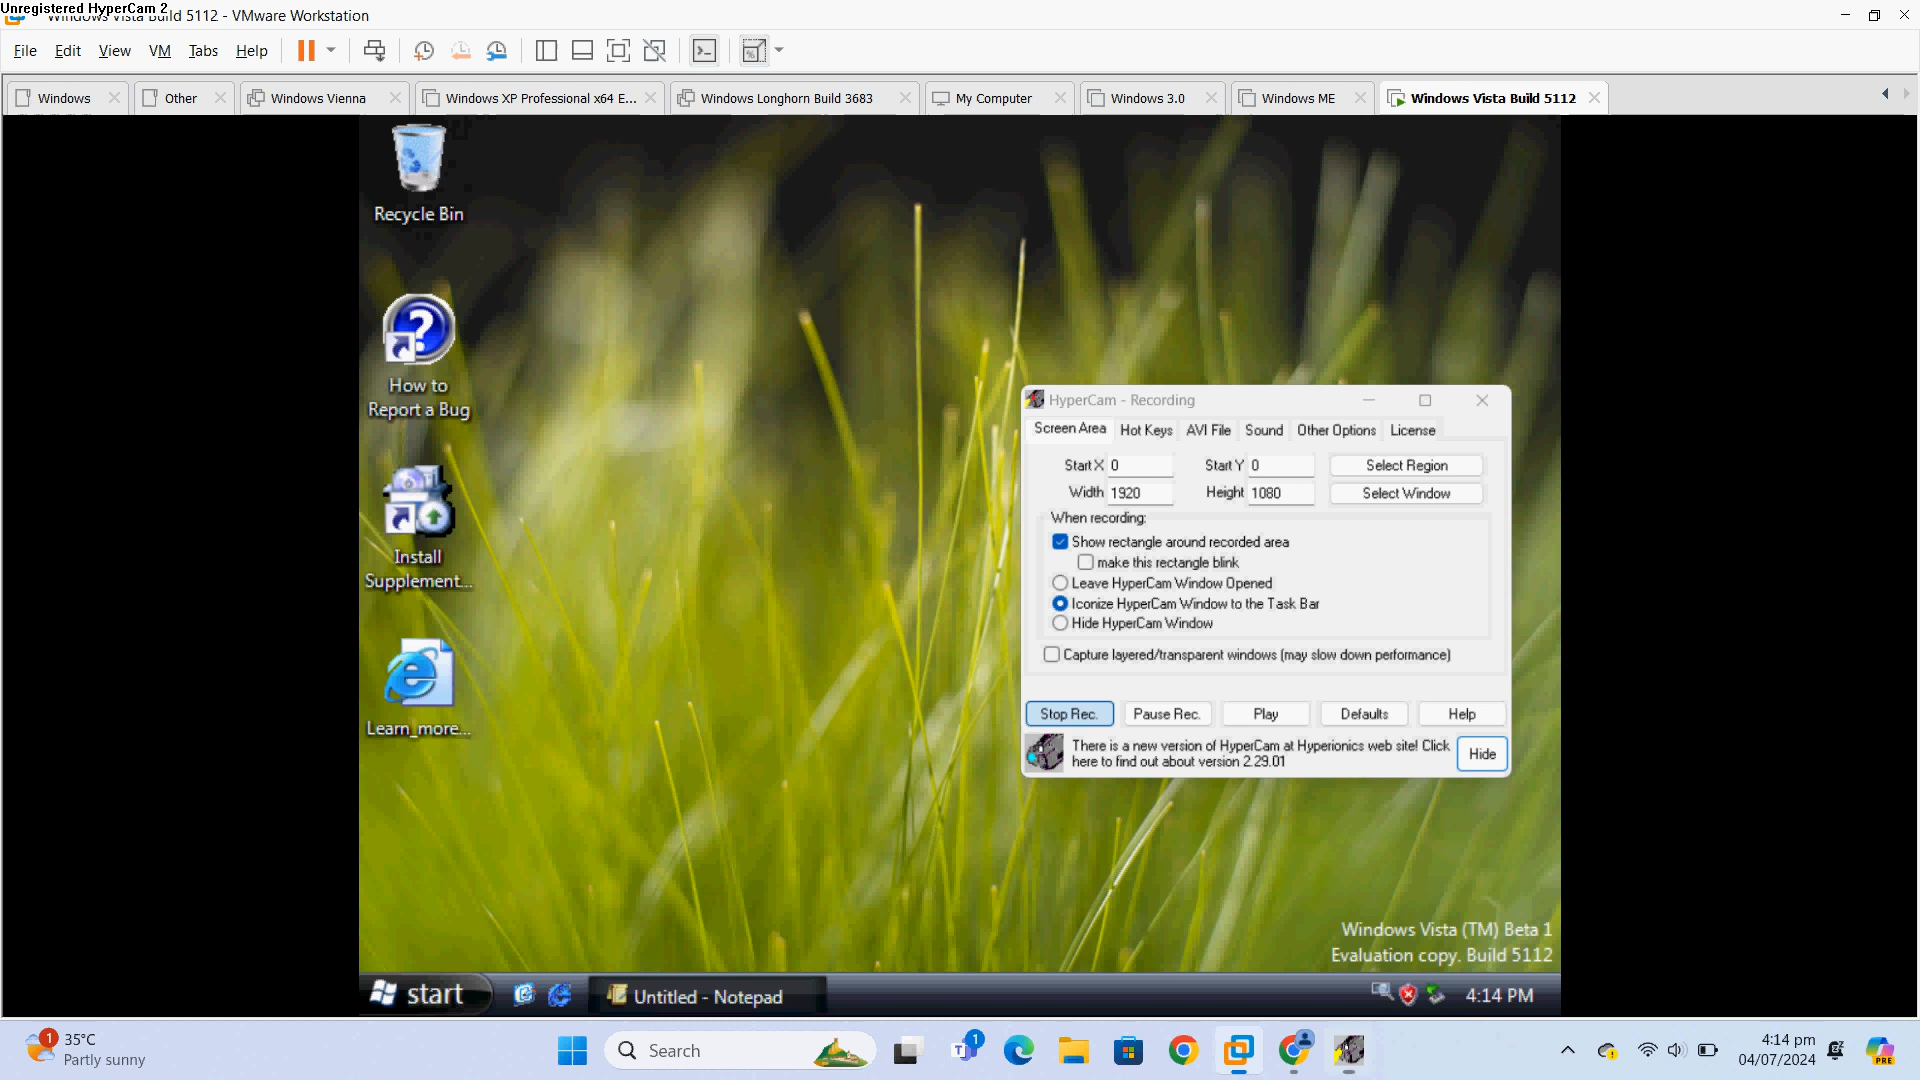 Unregistered HyperCam 2
Windows Vista Build 5112 - VMware Workstation
File Edit View VM Tabs Help
Windows
Other
Windows Vienna
Windows XP Professional x64 E...
Windows Longhorn Build 3683
My Computer
Windows 3.0
Windows ME
Windows Vista Build 5112
Recycle Bin
How to
Report a Bug
Install
Supplement...
Learn_more...
HyperCam - Recording
Screen Area Hot Keys AVI File Sound Other Options License
Start X 0 Start Y 0 Select Region
Width 1920 Height 1080 Select Window
When recording:
Show rectangle around recorded area
make this rectangle blink
Leave HyperCam Window Opened
Iconize HyperCam Window to the Task Bar
Hide HyperCam Window
Capture layered/transparent windows (may slow down performance)
Stop Rec. Pause Rec. Play Defaults Help
There is a new version of HyperCam at Hyperionics web site! Click
here to find out about version 2.29.01
Hide
Windows Vista (TM) Beta 1
Evaluation copy. Build 5112
start
Untitled - Notepad
4:14 PM
1
35°C
Partly sunny
Search
1
4:14 pm
04/07/2024
PRE